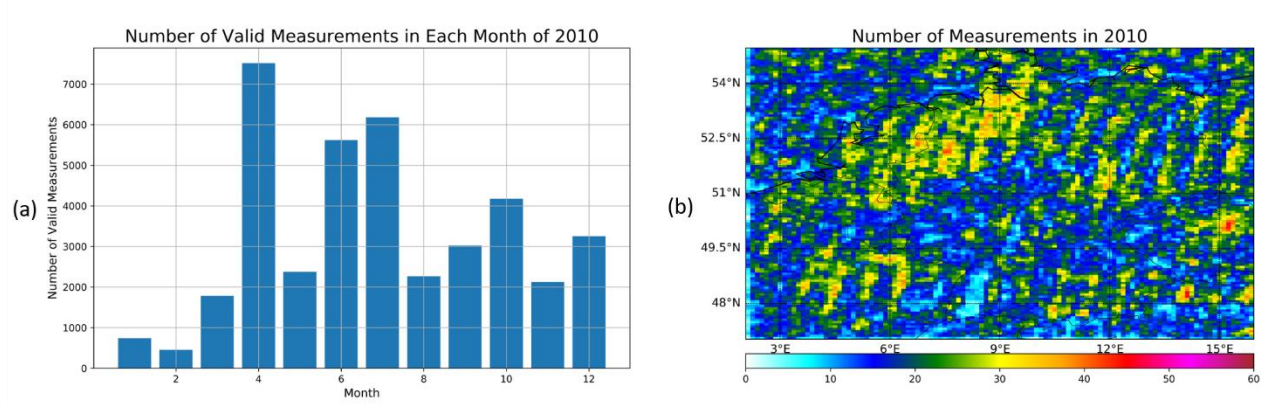 (a)
Number of Valid Measurements in Each Month of 2010
Number of Valid Measurements
7000
6000
5000
4000
3000
2000
1000
0
2 4 6 8 10 12
Month
(b)
Number of Measurements in 2010
54°N
52.5°N
51°N
49.5°N
48°N
3°E 6°E 9°E 12°E 15°E
0 10 20 30 40 50 60